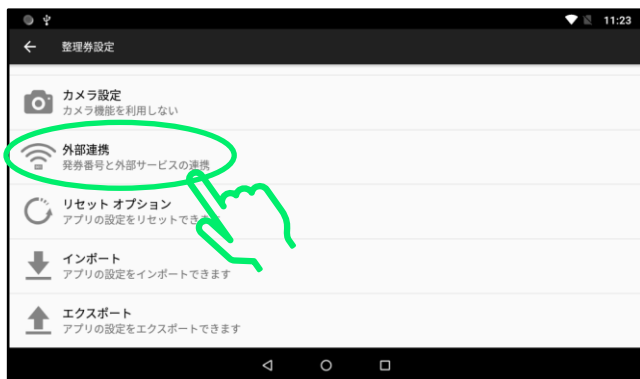 11:23
整理券設定
カメラ設定
カメラ機能を利用しない
外部連携
発券番号と外部サービスの連携
リセット オプション
アプリの設定をリセットできます
インポート
アプリの設定をインポートできます
エクスポート
アプリの設定をエクスポートできます